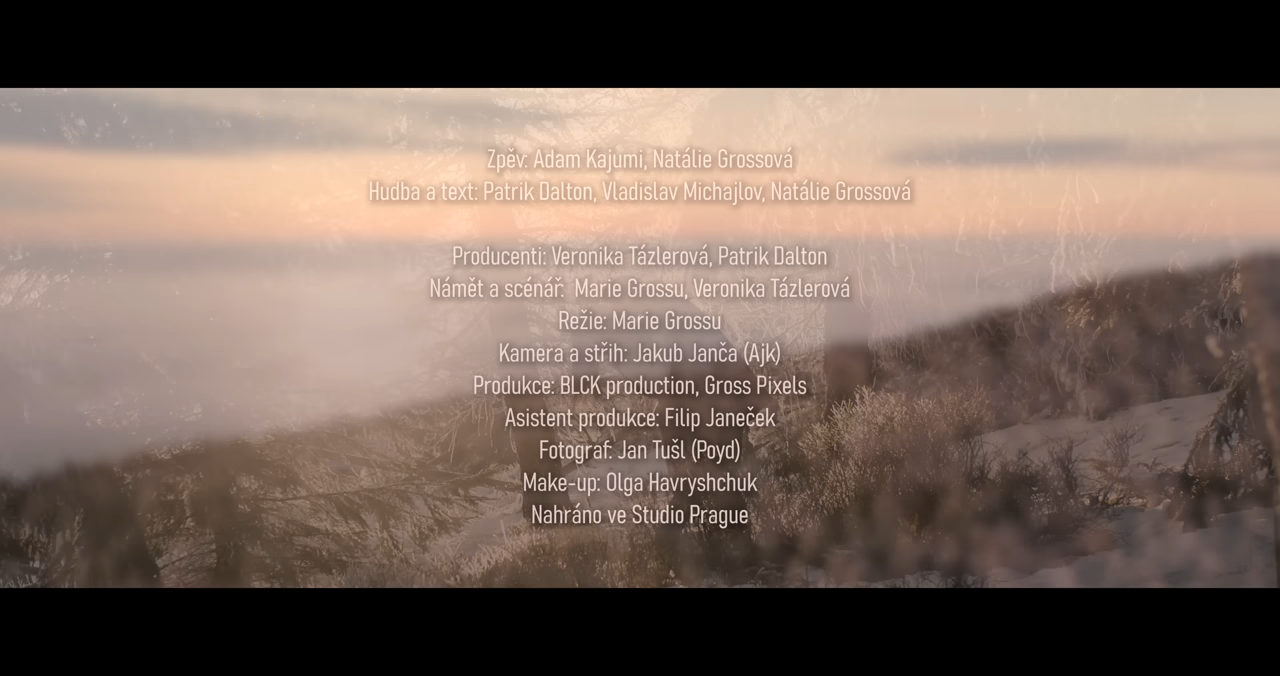 Zpěv: Adam Kajumi, Natálie Grossová
Hudba a text: Patrik Dalton, Vladislav Michajlov, Natálie Grossová
Producenti: Veronika Tázlerová, Patrik Dalton
Námět a scénář: Marie Grossu, Veronika Tázlerová
Režie: Marie Grossu
Kamera a střih: Jakub Janča (Ajk)
Produkce: BLCK production, Gross Pixels
Asistent produkce: Filip Janeček
Fotograf: Jan Tušl (Poyd)
Make-up: Olga Havryshchuk
Nahráno ve Studio Prague